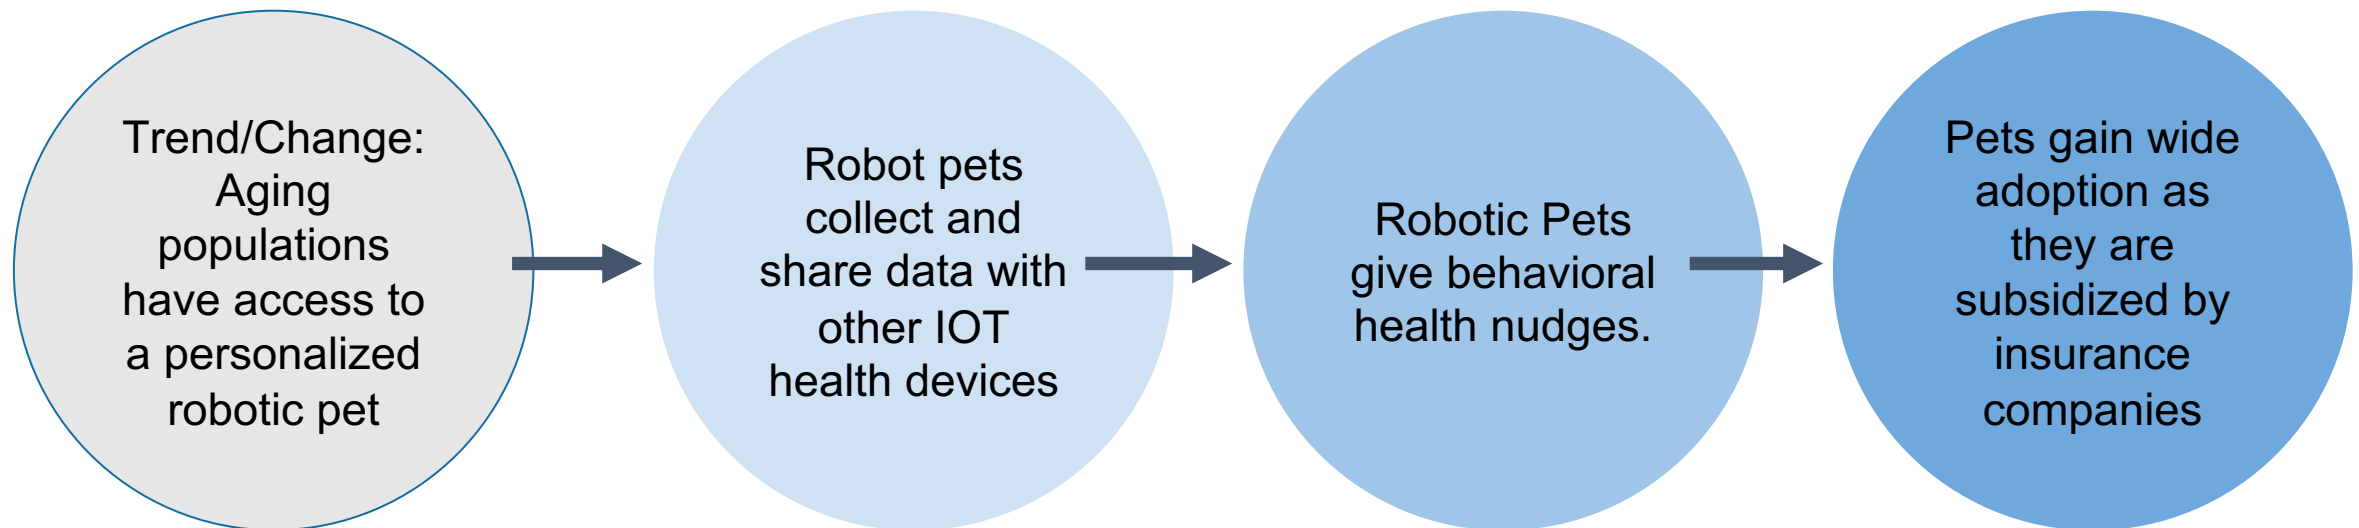 Trend/Change:
Aging
populations
have access to
a personalized
robotic pet
Robot pets
collect and
share data with
other IOT
health devices
Robotic Pets
give behavioral
health nudges.
Pets gain wide
adoption as
they are
subsidized by
insurance
companies